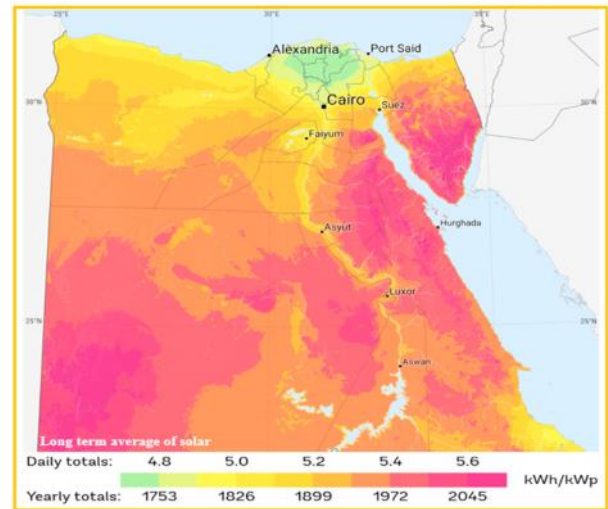 25°E 30°E 35°E
Alexandria Port Said
30°N Cairo Suez 30°N
Faiyum
Asyut Hurghada
Luxor
25°N 25°N
Aswan
Long term average of solar
Daily totals: 4.8 5.0 5.2 5.4 5.6
kWh/kWp
Yearly totals: 1753 1826 1899 1972 2045